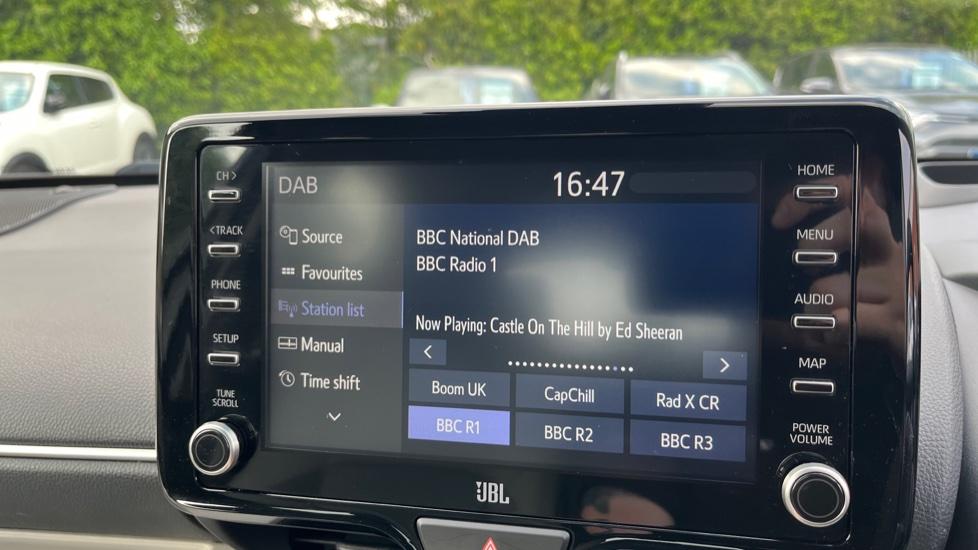 CH >
< TRACK
PHONE
SETUP
TUNE
SCROLL
DAB
16:47
Source
Favourites
Station list
Manual
Time shift
BBC National DAB
BBC Radio 1
Now Playing: Castle On The Hill by Ed Sheeran
Boom UK CapChill Rad X CR
BBC R1 BBC R2 BBC R3
HOME
MENU
AUDIO
MAP
POWER
VOLUME
JBL